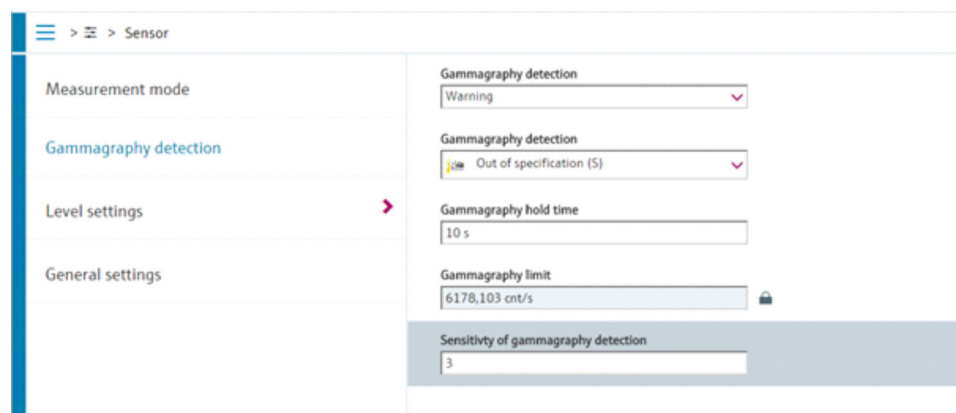 > > Sensor
Measurement mode
Gammagraphy detection
Level settings
General settings
Gammagraphy detection
Warning
Gammagraphy detection
Out of specification (S)
Gammagraphy hold time
10 s
Gammagraphy limit
6178,103 cnt/s
Sensitivty of gammagraphy detection
3